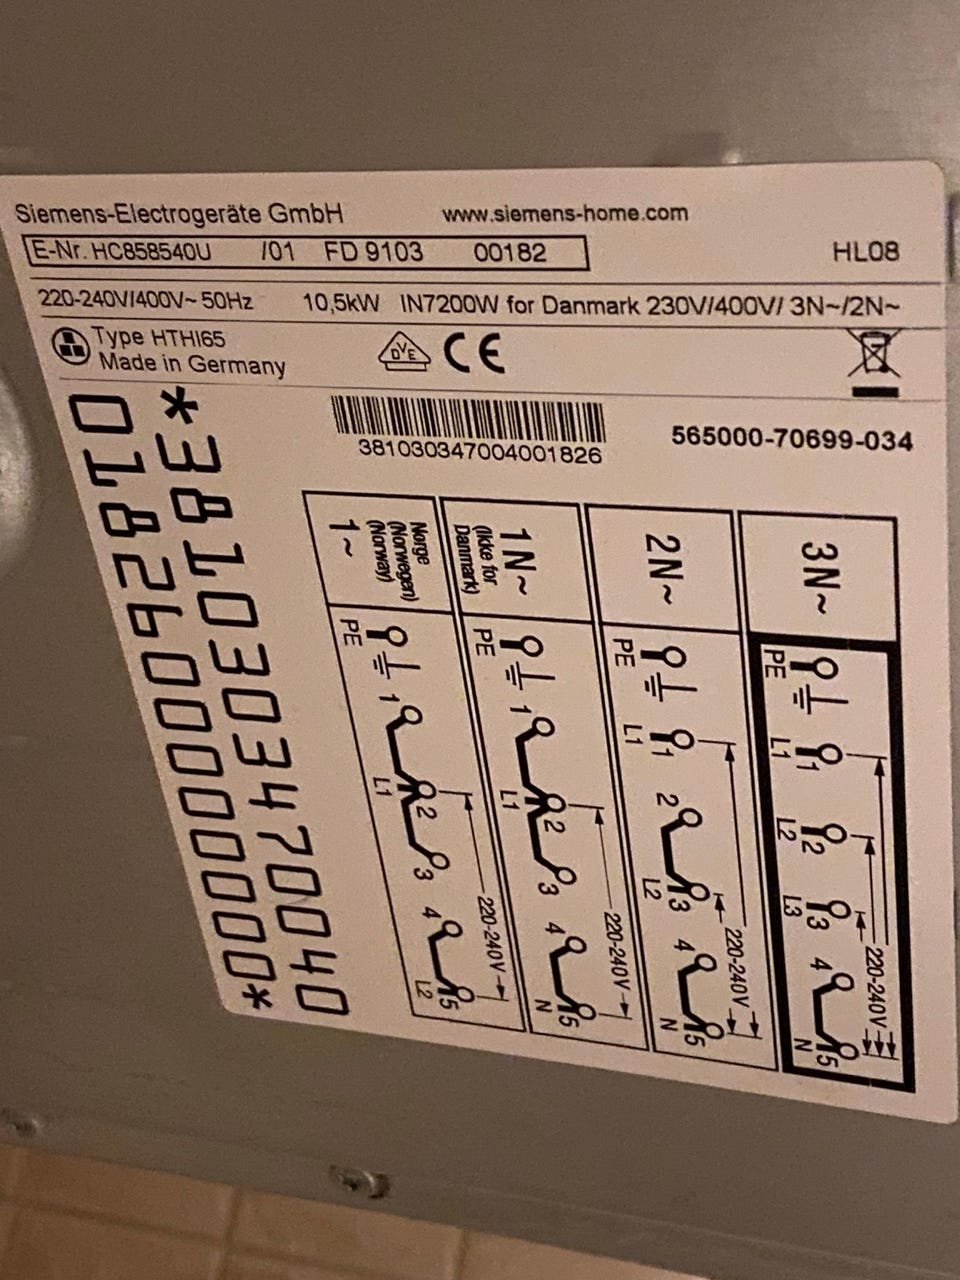 Siemens-Electrogeräte GmbH www.siemens-home.com
E-Nr. HC858540U /01 FD 9103 00182 HL08
220-240V/400V~ 50Hz 10,5kW IN7200W for Danmark 230V/400V/ 3N~/2N~
Type HTHI65
Made in Germany
DVE CE
381030347004001826 565000-70699-034
*3810303470040
01826000000000*
3N~
PE L1 1 L2 2 L3 3 4 5 N
220-240V
2N~
PE L1 1 2 L2 3 4 5 N
220-240V
1N~
(Ikke for
Danmark)
PE 1 L1 2 3 4 5 N
220-240V
Norge
(Norwegen)
(Norway)
1~
PE 1 L1 2 3 4 5 L2
220-240V